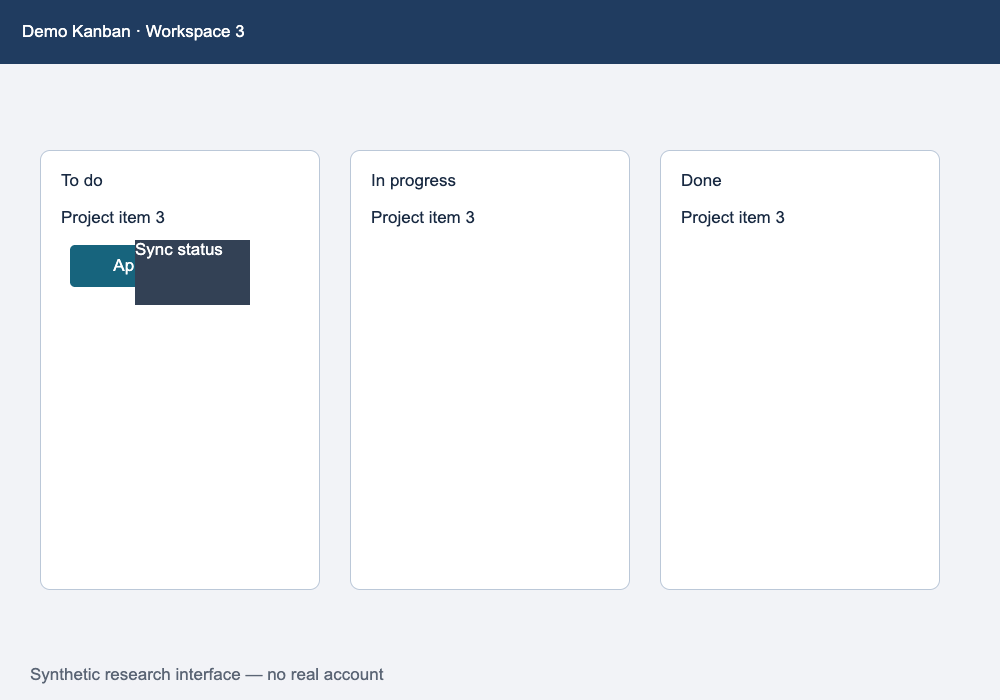 Demo Kanban · Workspace 3
To do
Project item 3
Sync status
In progress
Project item 3
Done
Project item 3
Synthetic research interface — no real account